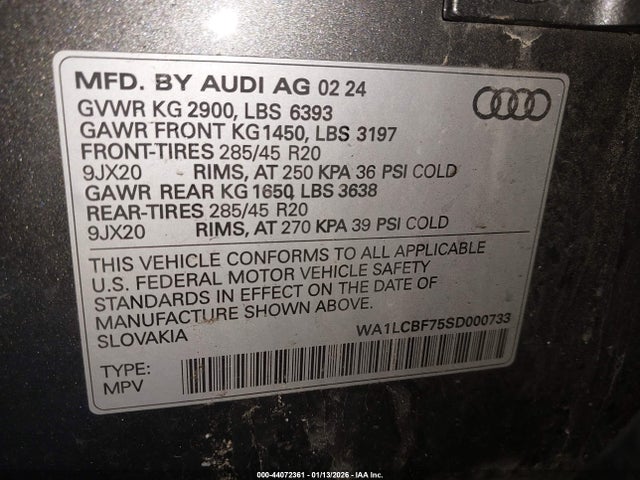 MFD. BY AUDI AG 02 24
GVWR KG 2900, LBS 6393
GAWR FRONT KG 1450, LBS 3197
FRONT-TIRES 285/45 R20
9JX20 RIMS, AT 250 KPA 36 PSI COLD
GAWR REAR KG 1650, LBS 3638
REAR-TIRES 285/45 R20
9JX20 RIMS, AT 270 KPA 39 PSI COLD
THIS VEHICLE CONFORMS TO ALL APPLICABLE
U.S. FEDERAL MOTOR VEHICLE SAFETY
STANDARDS IN EFFECT ON THE DATE OF
MANUFACTURE SHOWN ABOVE.
SLOVAKIA WA1LCBF75SD000733
TYPE:
MPV
000-44072361 - 01/13/2026 - IAA Inc.